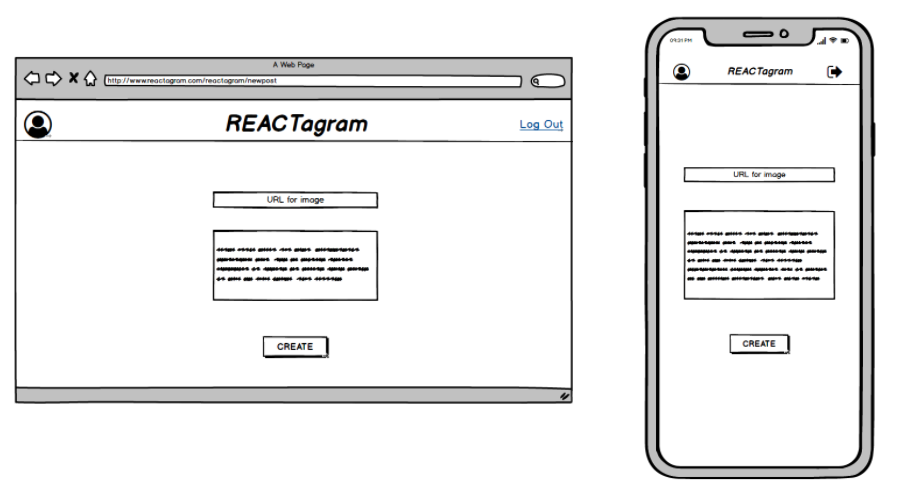 A Web Page
http://www.reactagram.com/reactagram/newpost
REACTagram
Log Out
URL for image
CREATE
09:31 PM
REACTagram
URL for image
CREATE